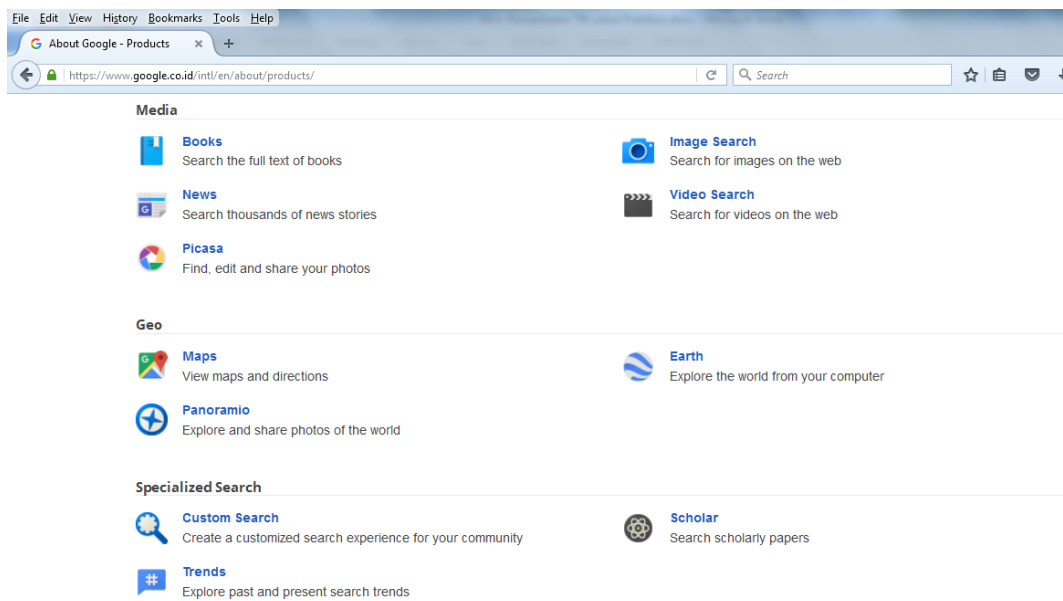 File Edit View History Bookmarks Tools Help
About Google - Products
https://www.google.co.id/intl/en/about/products/
Search
Media
Books
Search the full text of books
Image Search
Search for images on the web
News
Search thousands of news stories
Video Search
Search for videos on the web
Picasa
Find, edit and share your photos
Geo
Maps
View maps and directions
Earth
Explore the world from your computer
Panoramio
Explore and share photos of the world
Specialized Search
Custom Search
Create a customized search experience for your community
Scholar
Search scholarly papers
Trends
Explore past and present search trends